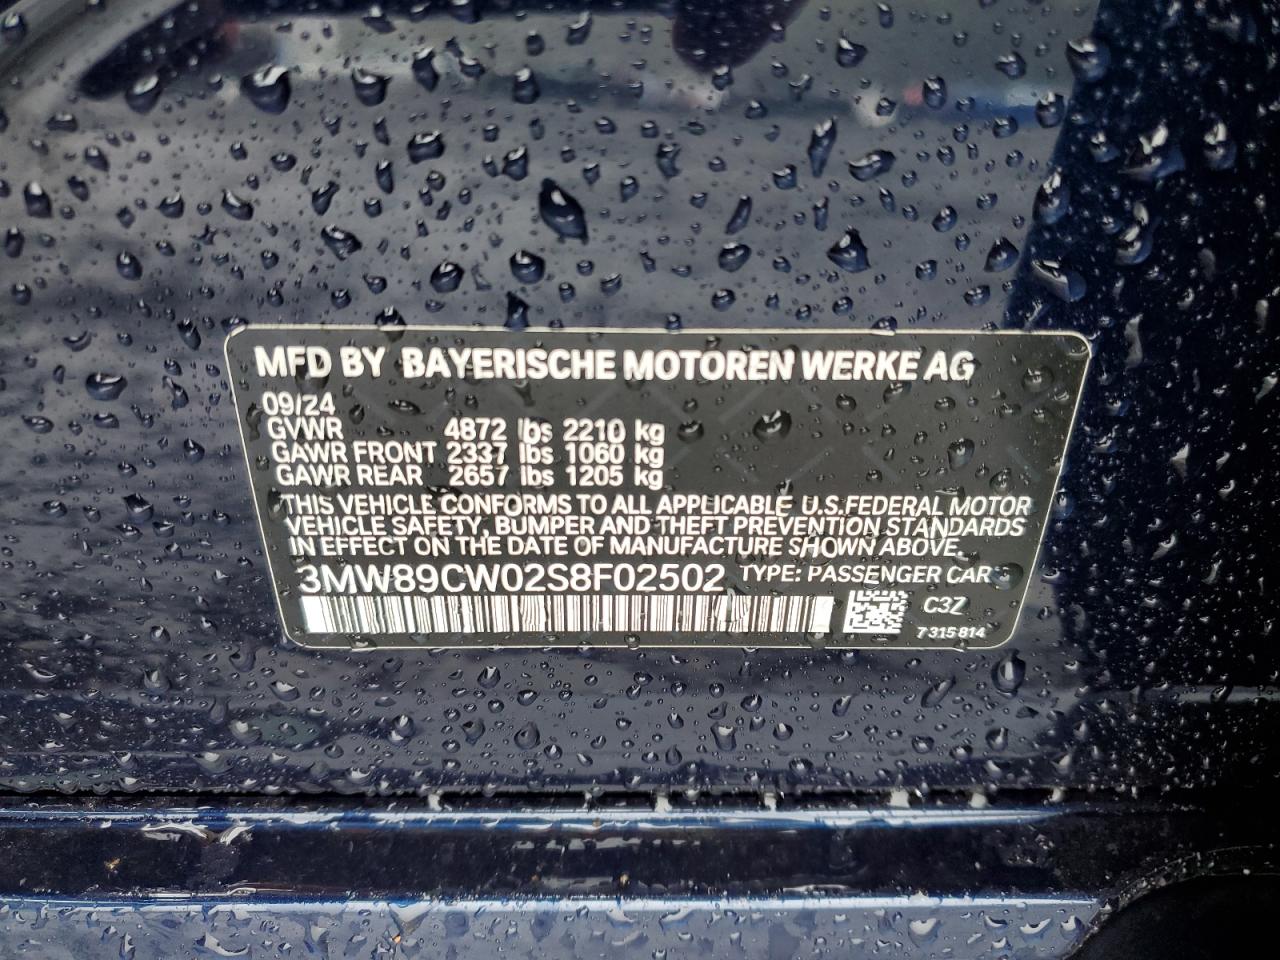 MFD BY BAYERISCHE MOTOREN WERKE AG
09/24
GVWR 4872 lbs 2210 kg
GAWR FRONT 2337 lbs 1060 kg
GAWR REAR 2657 lbs 1205 kg
THIS VEHICLE CONFORMS TO ALL APPLICABLE U.S.FEDERAL MOTOR
VEHICLE SAFETY, BUMPER AND THEFT PREVENTION STANDARDS
IN EFFECT ON THE DATE OF MANUFACTURE SHOWN ABOVE.
3MW89CW02S8F02502 TYPE: PASSENGER CAR
C3Z
7 315 814